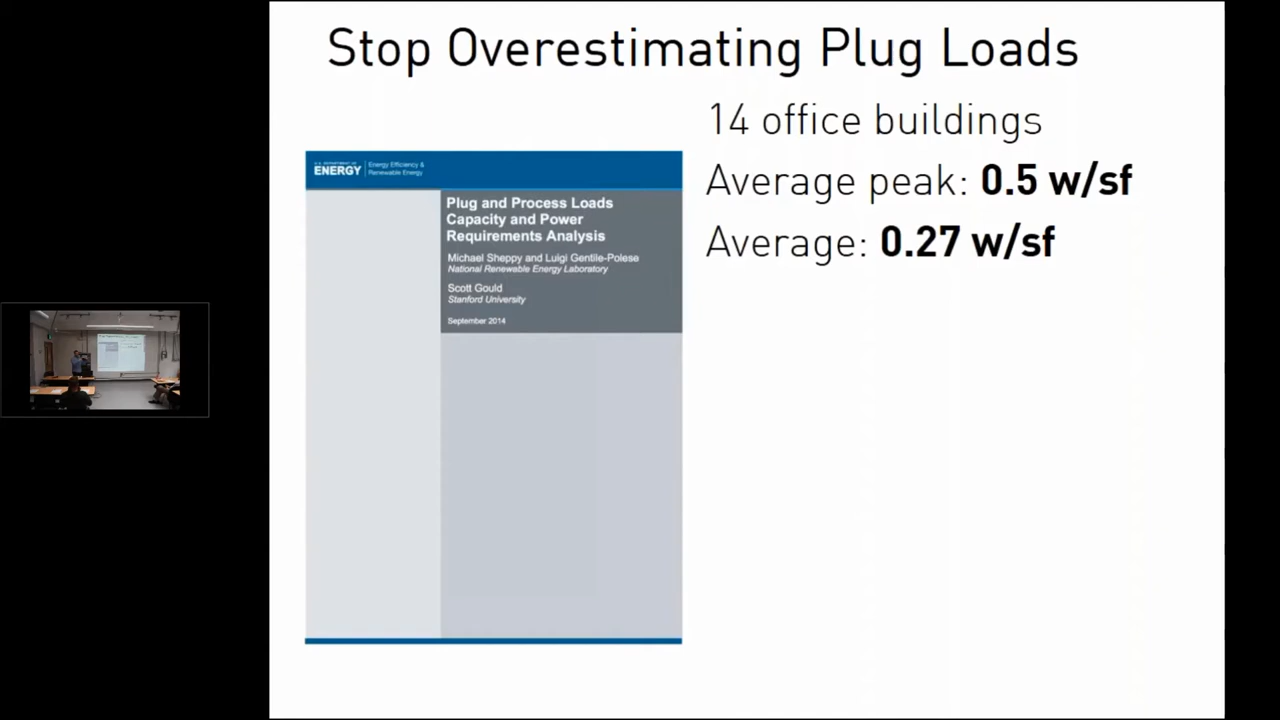 Stop Overestimating Plug Loads
14 office buildings
Average peak: 0.5 w/sf
Average: 0.27 w/sf
U.S. DEPARTMENT OF
ENERGY
Energy Efficiency &
Renewable Energy
Plug and Process Loads
Capacity and Power
Requirements Analysis
Michael Sheppy and Luigi Gentile-Polese
National Renewable Energy Laboratory
Scott Gould
Stanford University
September 2014